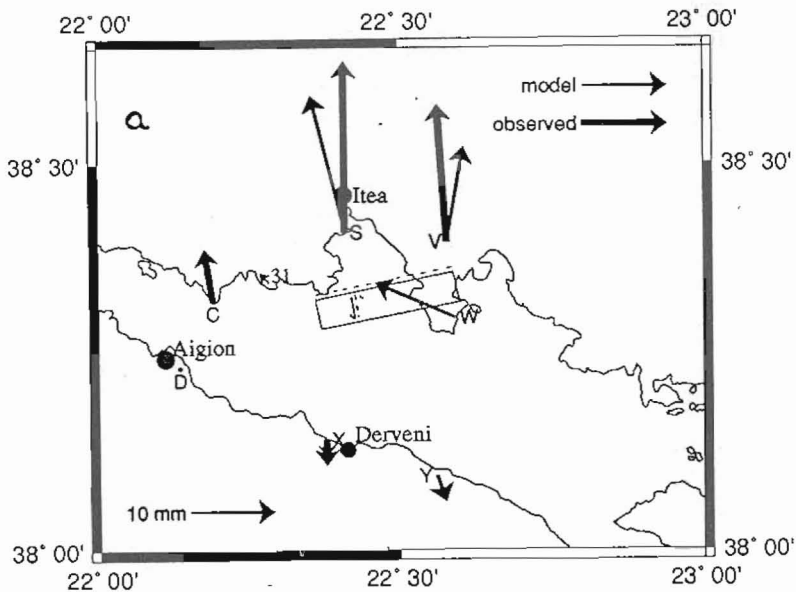 22° 00'
22° 30'
23° 00'
a
model
observed
38° 30'
38° 30'
Itea
S
V
31
C
W
Aigion
D
X
Derveni
Y
10 mm
38° 00'
38° 00'
22° 00'
22° 30'
23° 00'